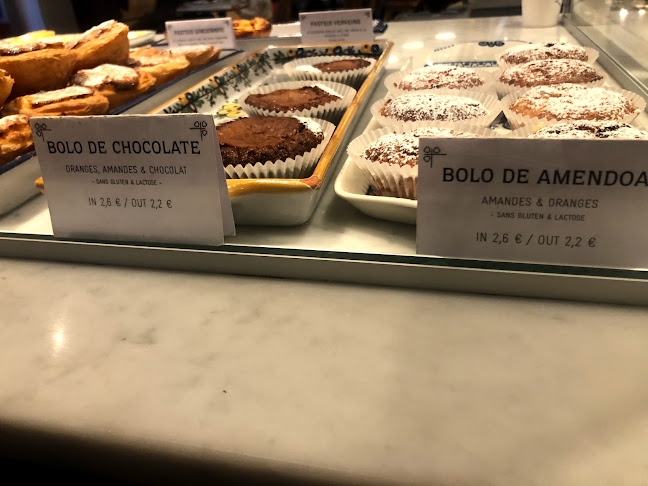 BOLO DE CHOCOLATE
ORANGES, AMANDES & CHOCOLAT
- SANS GLUTEN & LACTOSE -
IN 2,6 € / OUT 2,2 €
BOLO DE AMENDOA
AMANDES & ORANGES
- SANS GLUTEN & LACTOSE
IN 2,6 € / OUT 2,2 €